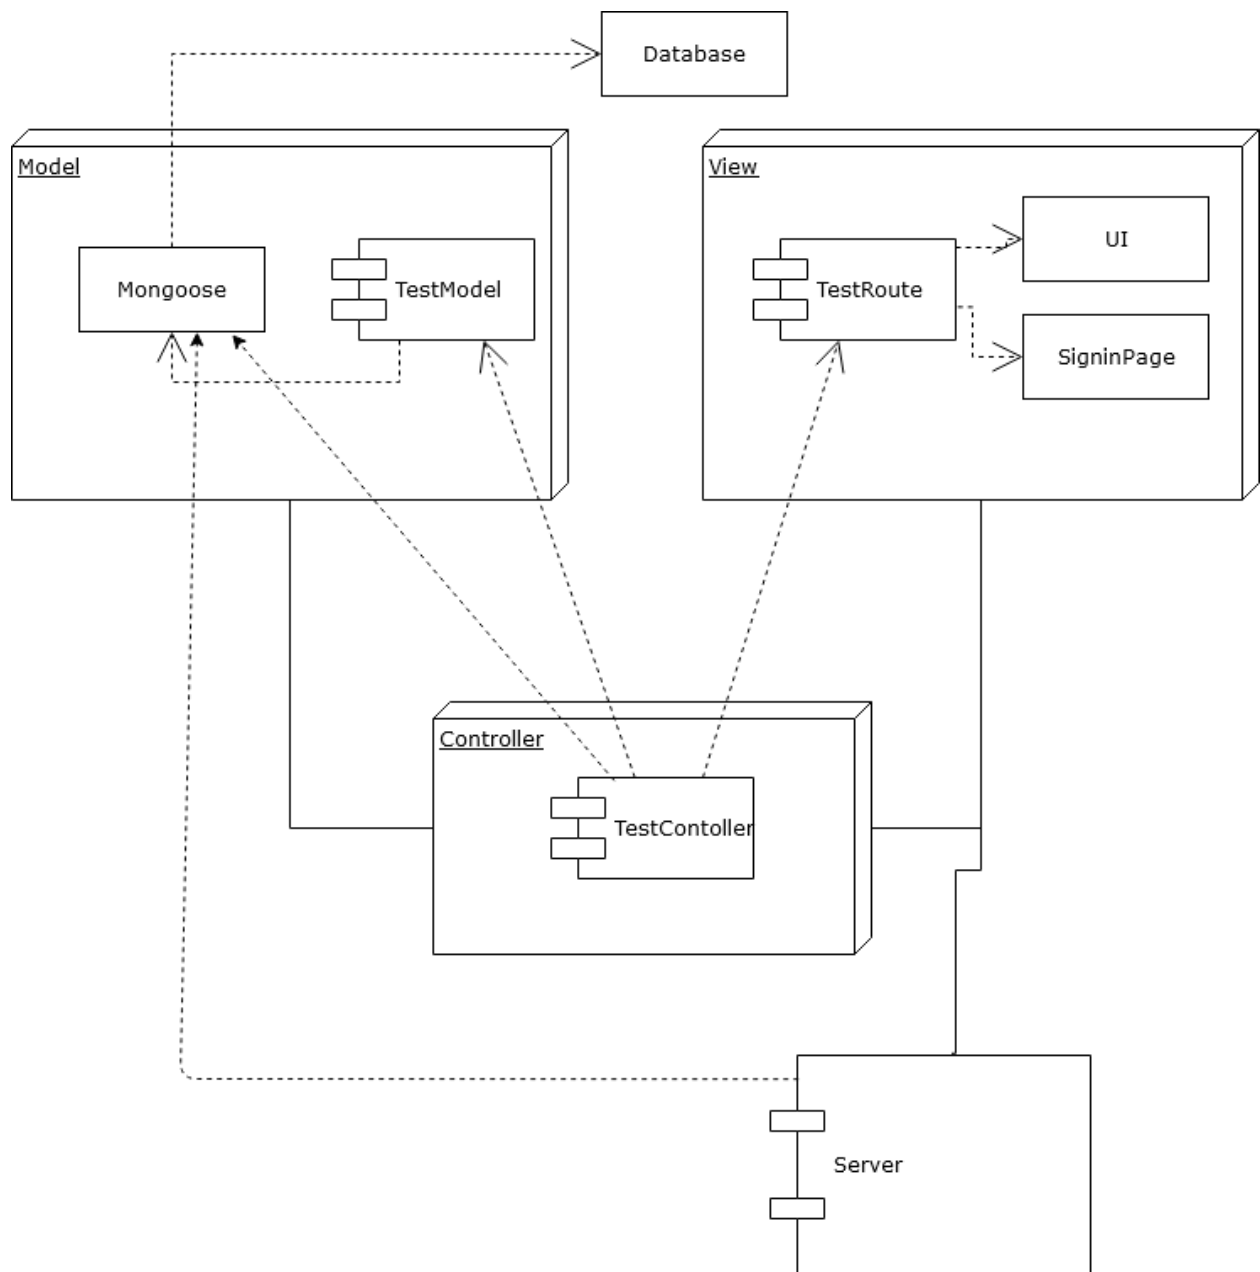 Database
Model
View
UI
Mongoose
TestModel
TestRoute
SigninPage
Controller
TestContoller
Server